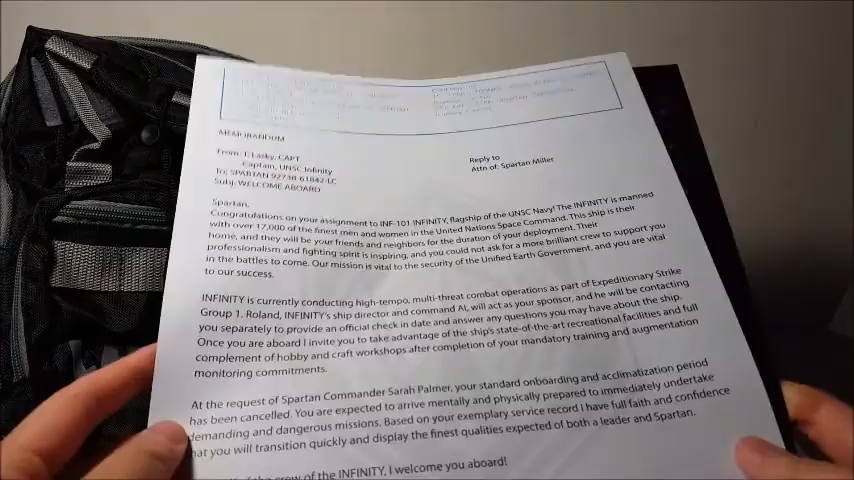 MEMORANDUM
From: T. Lasky, CAPT
Captain, UNSC Infinity
To: SPARTAN 92738-61842-LC
Subj: WELCOME ABOARD
Reply to
Attn of: Spartan Miller
Spartan,
Congratulations on your assignment to INF-101 INFINITY, flagship of the UNSC Navy! The INFINITY is manned
with over 17,000 of the finest men and women in the United Nations Space Command. This ship is their
home, and they will be your friends and neighbors for the duration of your deployment. Their
professionalism and fighting spirit is inspiring, and you could not ask for a more brilliant crew to support you
in the battles to come. Our mission is vital to the security of the Unified Earth Government, and you are vital
to our success.
INFINITY is currently conducting high-tempo, multi-threat combat operations as part of Expeditionary Strike
Group 1. Roland, INFINITY's ship director and command AI, will act as your sponsor, and he will be contacting
you separately to provide an official check in date and answer any questions you may have about the ship.
Once you are aboard I invite you to take advantage of the ship's state-of-the-art recreational facilities and full
complement of hobby and craft workshops after completion of your mandatory training and augmentation
monitoring commitments.
At the request of Spartan Commander Sarah Palmer, your standard onboarding and acclimatization period
has been cancelled. You are expected to arrive mentally and physically prepared to immediately undertake
demanding and dangerous missions. Based on your exemplary service record I have full faith and confidence
that you will transition quickly and display the finest qualities expected of both a leader and Spartan.
of the crew of the INFINITY, I welcome you aboard!